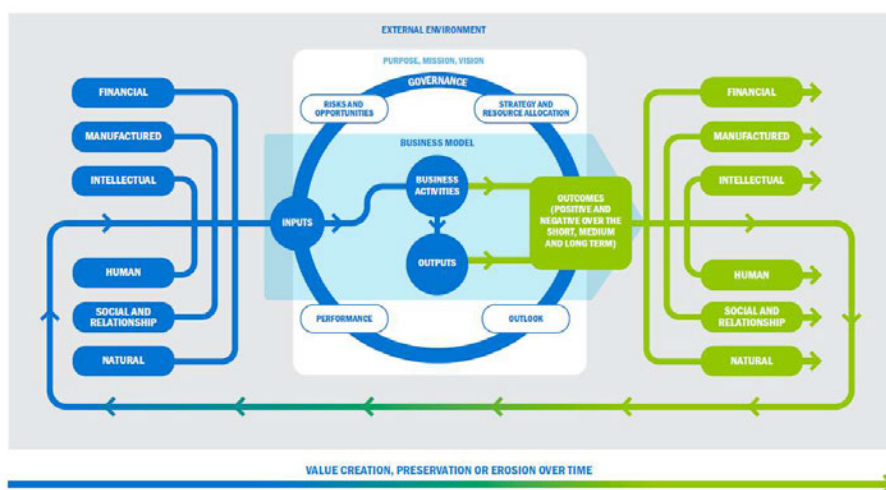 EXTERNAL ENVIRONMENT
PURPOSE, MISSION, VISION
GOVERNANCE
RISKS AND
OPPORTUNITIES
STRATEGY AND
RESOURCE ALLOCATION
BUSINESS MODEL
FINANCIAL
MANUFACTURED
INTELLECTUAL
HUMAN
SOCIAL AND
RELATIONSHIP
NATURAL
INPUTS
BUSINESS
ACTIVITIES
OUTPUTS
OUTCOMES
(POSITIVE AND
NEGATIVE OVER THE
SHORT, MEDIUM
AND LONG TERM)
PERFORMANCE
OUTLOOK
FINANCIAL
MANUFACTURED
INTELLECTUAL
HUMAN
SOCIAL AND
RELATIONSHIP
NATURAL
VALUE CREATION, PRESERVATION OR EROSION OVER TIME